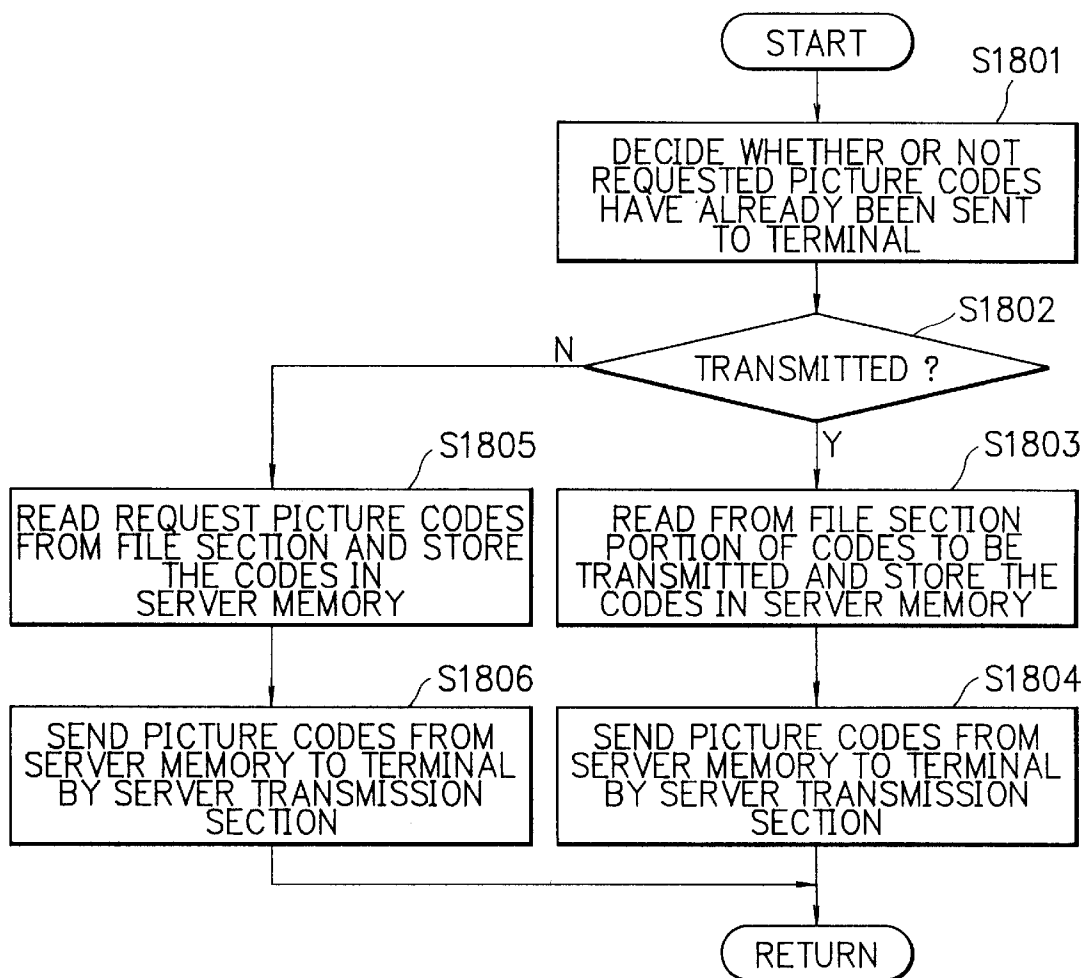 START
S1801
DECIDE WHETHER OR NOT
REQUESTED PICTURE CODES
HAVE ALREADY BEEN SENT
TO TERMINAL
S1802
N
TRANSMITTED ?
Y
S1805
READ REQUEST PICTURE CODES
FROM FILE SECTION AND STORE
THE CODES IN
SERVER MEMORY
S1803
READ FROM FILE SECTION
PORTION OF CODES TO BE
TRANSMITTED AND STORE THE
CODES IN SERVER MEMORY
S1806
SEND PICTURE CODES FROM
SERVER MEMORY TO TERMINAL
BY SERVER TRANSMISSION
SECTION
S1804
SEND PICTURE CODES FROM
SERVER MEMORY TO TERMINAL
BY SERVER TRANSMISSION
SECTION
RETURN